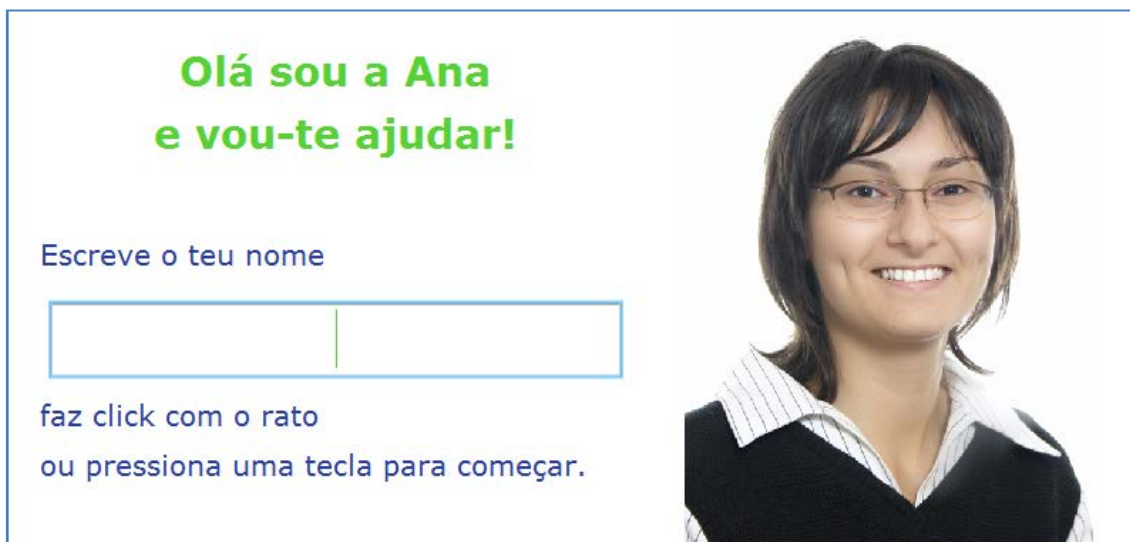 Olá sou a Ana
e vou-te ajudar!
Escreve o teu nome
faz click com o rato
ou pressiona uma tecla para começar.